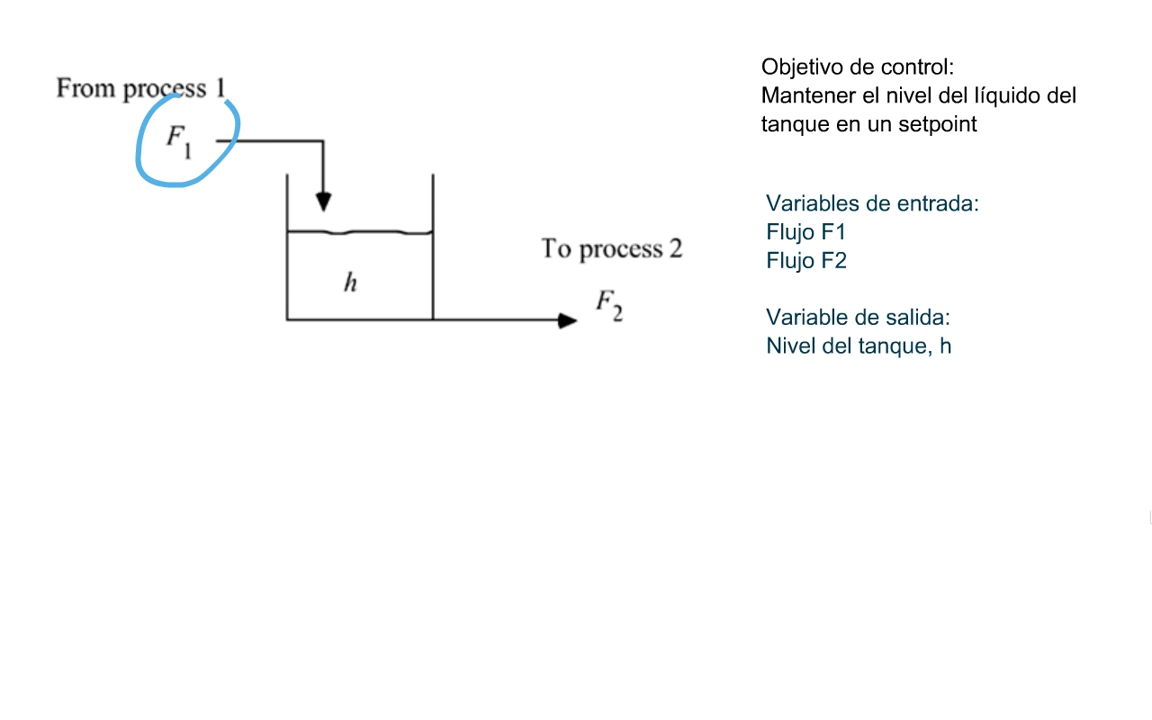 From process 1
F1
h
To process 2
F2
Objetivo de control:
Mantener el nivel del líquido del
tanque en un setpoint
Variables de entrada:
Flujo F1
Flujo F2
Variable de salida:
Nivel del tanque, h